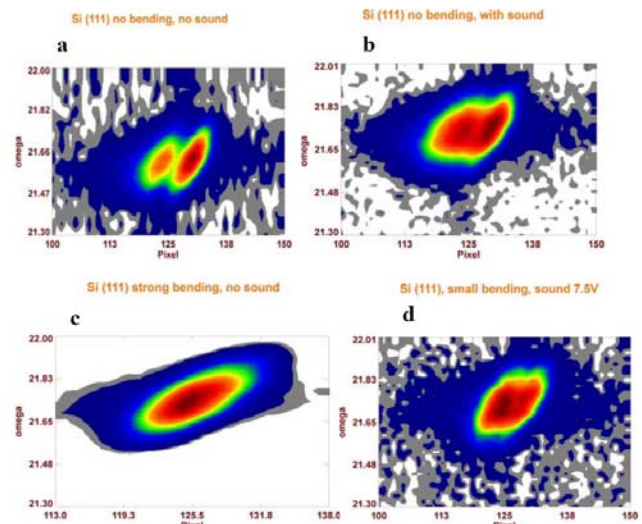 Si (111) no bending, no sound
a
22.00
21.82
21.66
21.47
21.30
omega
100
113
125
138
150
Pixel
Si (111) no bending, with sound
b
22.01
21.83
21.65
21.48
21.30
omega
100
113
125
138
150
Pixel
Si (111) strong bending, no sound
c
22.00
21.83
21.65
21.48
21.30
omega
113.0
119.3
125.5
131.8
138.0
Pixel
Si (111), small bending, sound 7.5V
d
22.01
21.83
21.65
21.48
21.30
omega
100
113
125
138
150
Pixel